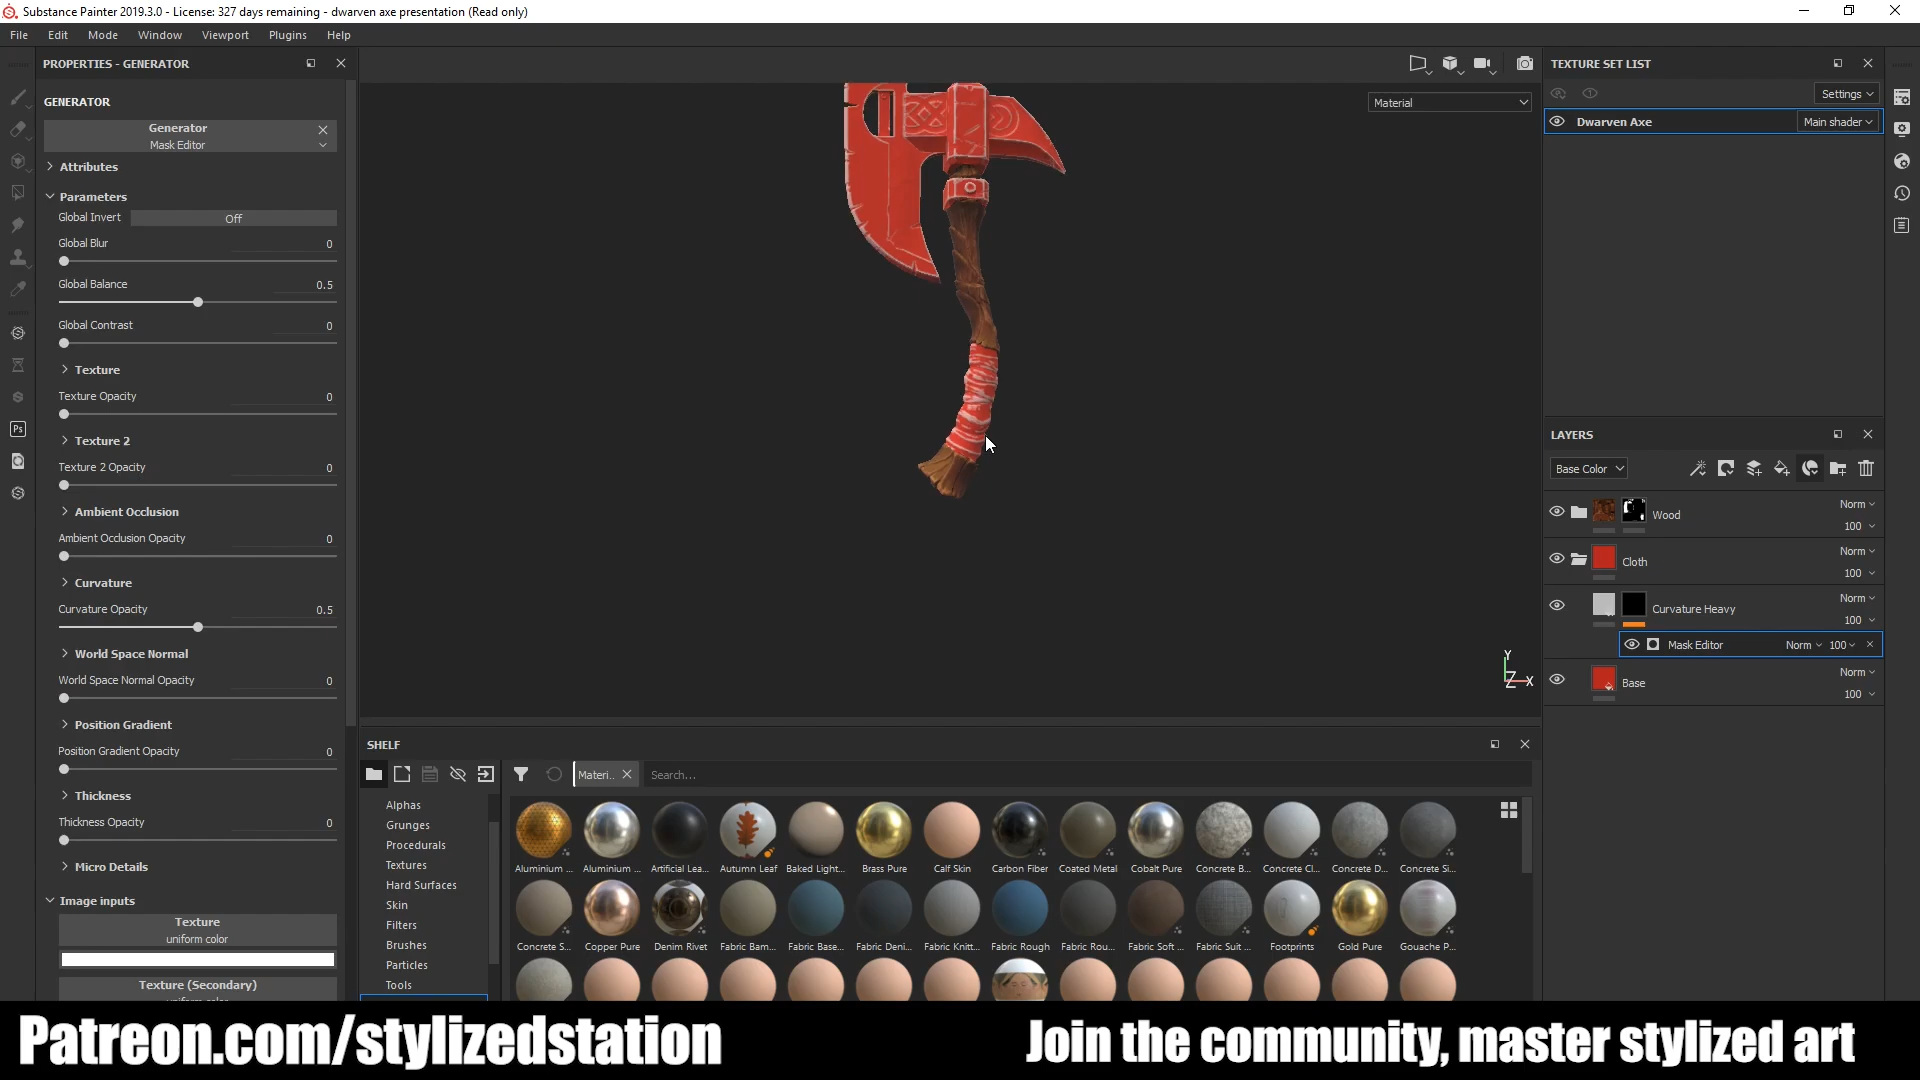 Substance Painter 2019.3.0 - License: 327 days remaining - dwarven axe presentation (Read only)
File Edit Mode Window Viewport Plugins Help
PROPERTIES - GENERATOR
GENERATOR
Generator
Mask Editor
Attributes
Parameters
Global Invert Off
Global Blur 0
Global Balance 0.5
Global Contrast 0
Texture
Texture Opacity 0
Texture 2
Texture 2 Opacity 0
Ambient Occlusion
Ambient Occlusion Opacity 0
Curvature
Curvature Opacity 0.5
World Space Normal
World Space Normal Opacity 0
Position Gradient
Position Gradient Opacity 0
Thickness
Thickness Opacity 0
Micro Details
Image inputs
Texture
uniform color
Texture (Secondary)
Ps
Material
Y
Z X
SHELF
Materi..
Search...
Alphas
Grunges
Procedurals
Textures
Hard Surfaces
Skin
Filters
Brushes
Particles
Tools
Aluminium ... Aluminium ... Artificial Lea... Autumn Leaf Baked Light... Brass Pure Calf Skin Carbon Fiber Coated Metal Cobalt Pure Concrete B... Concrete Cl... Concrete D... Concrete Si...
Concrete S... Copper Pure Denim Rivet Fabric Bam... Fabric Base... Fabric Deni... Fabric Knitt... Fabric Rough Fabric Rou... Fabric Soft ... Fabric Suit ... Footprints Gold Pure Gouache P...
TEXTURE SET LIST
Settings
Dwarven Axe Main shader
LAYERS
Base Color
Wood Norm 100
Cloth Norm 100
Curvature Heavy Norm 100
Mask Editor Norm 100
Base Norm 100
Patreon.com/stylizedstation
Join the community, master stylized art